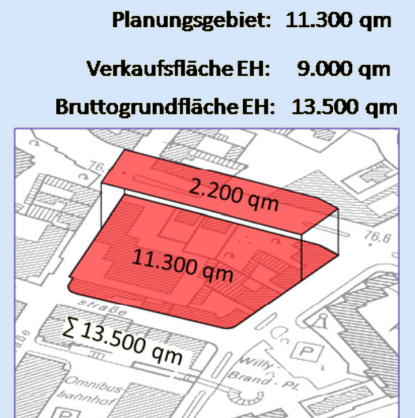 Planungsgebiet: 11.300 qm
Verkaufsfläche EH: 9.000 qm
Bruttogrundfläche EH: 13.500 qm
76.
2.200 qm
76.6
11.300 qm
straße
∑ 13.500 qm
P
Willy-
Brand-Pl.
Omnibus
bahnhof
P